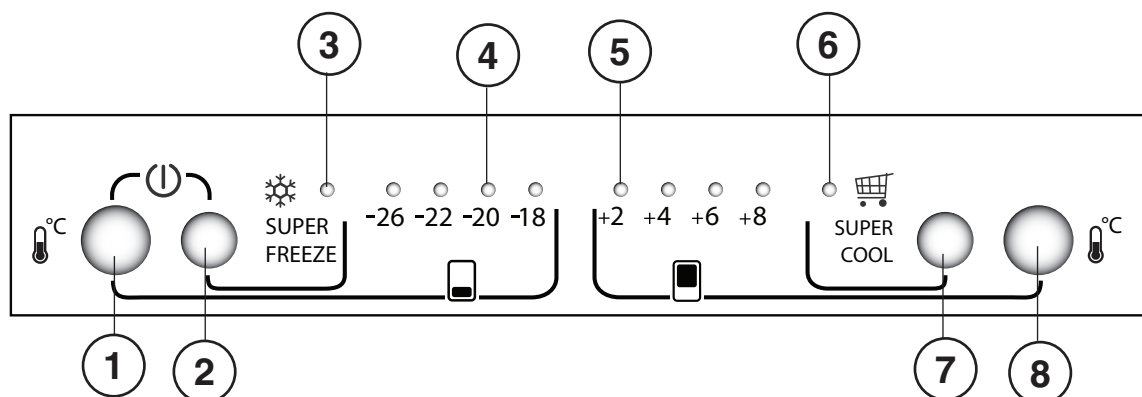 3 4 5 6
°C °C
SUPER
FREEZE
-26 -22 -20 -18 +2 +4 +6 +8
SUPER
COOL
1 2 7 8